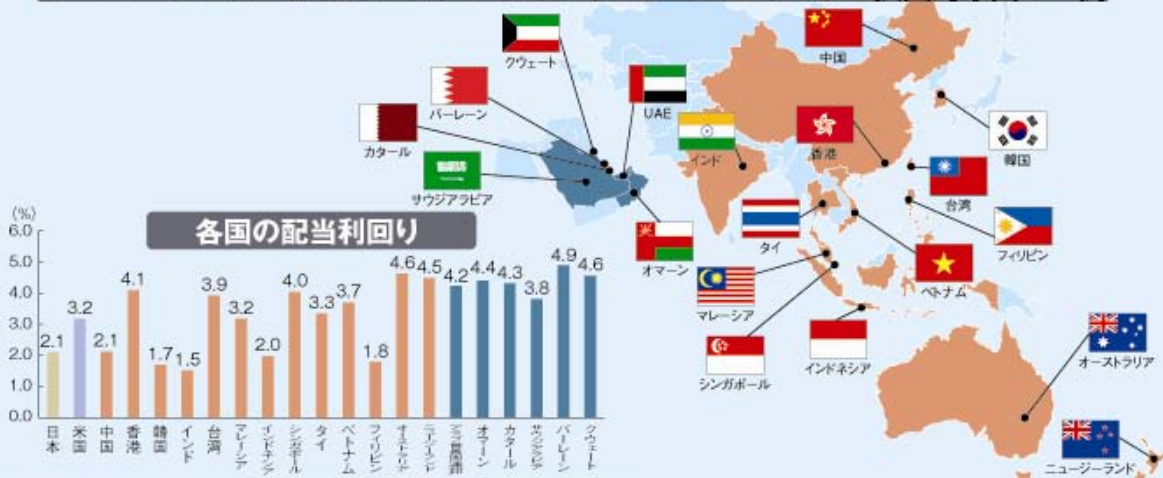 中国
クウェート
バーレーン
UAE
カタール
インド
香港
韓国
サウジアラビア
台湾
タイ
フィリピン
オマーン
ベトナム
マレーシア
シンガポール
インドネシア
オーストラリア
ニュージーランド
各国の配当利回り
(%)
6.0
5.0
4.0
3.0
2.0
1.0
0.0
2.1
3.2
2.1
4.1
1.7
1.5
3.9
3.2
2.0
4.0
3.3
3.7
1.8
4.6
4.5
4.2
4.4
4.3
3.8
4.9
4.6
日本
米国
中国
香港
韓国
インド
台湾
マレーシア
インドネシア
シンガポール
タイ
ベトナム
フィリピン
オーストラリア
ニュージーランド
オマーン
カタール
サウジアラビア
バーレーン
クウェート